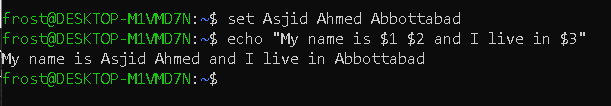 frost@DESKTOP-M1VMD7N:~$ set Asjid Ahmed Abbottabad
frost@DESKTOP-M1VMD7N:~$ echo "My name is $1 $2 and I live in $3"
My name is Asjid Ahmed and I live in Abbottabad
frost@DESKTOP-M1VMD7N:~$